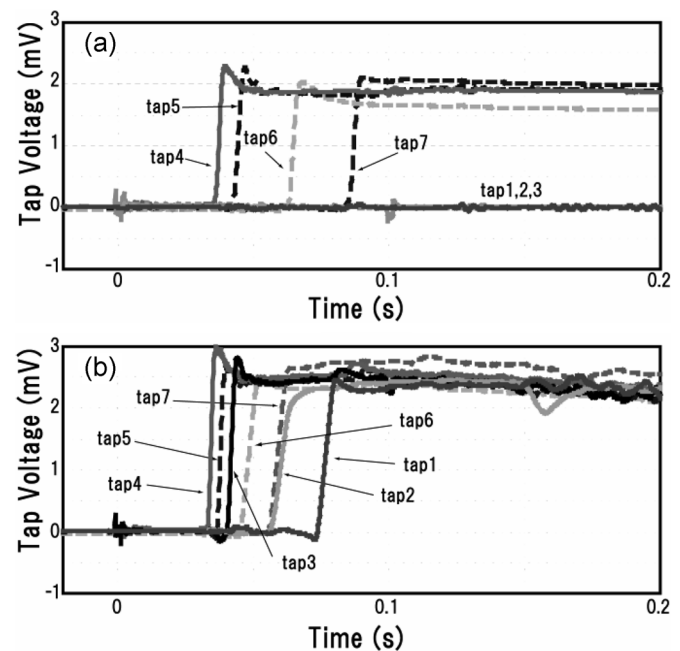 (a)
Tap Voltage (mV)
3
2
1
0
-1
tap5
tap4
tap6
tap7
tap1,2,3
0
0.1
0.2
Time (s)
(b)
Tap Voltage (mV)
3
2
1
0
-1
tap7
tap5
tap4
tap6
tap1
tap2
tap3
0
0.1
0.2
Time (s)